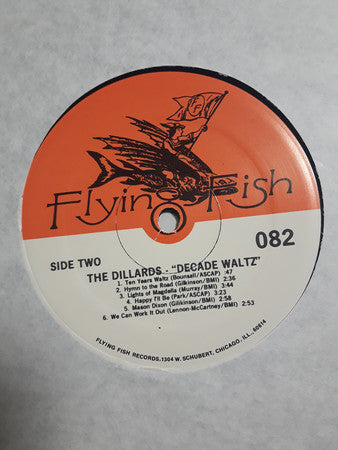 Flying Fish
SIDE TWO
082
THE DILLARDS - "DECADE WALTZ"
1. Ten Years Waltz (Bounsall/ASCAP) :47
2. Hymn to the Road (Gilkinson/BMI) 2:36
3. Lights of Magdalla (Murray/BMI) 3:44
4. Happy I'll Be (Park/ASCAP) 3:23
5. Mason Dixon (Gilikinson/BMI) 2:58
6. We Can Work It Out (Lennon-McCartney/BMI) 2:53
FLYING FISH RECORDS, 1304 W. SCHUBERT, CHICAGO, ILL., 60614